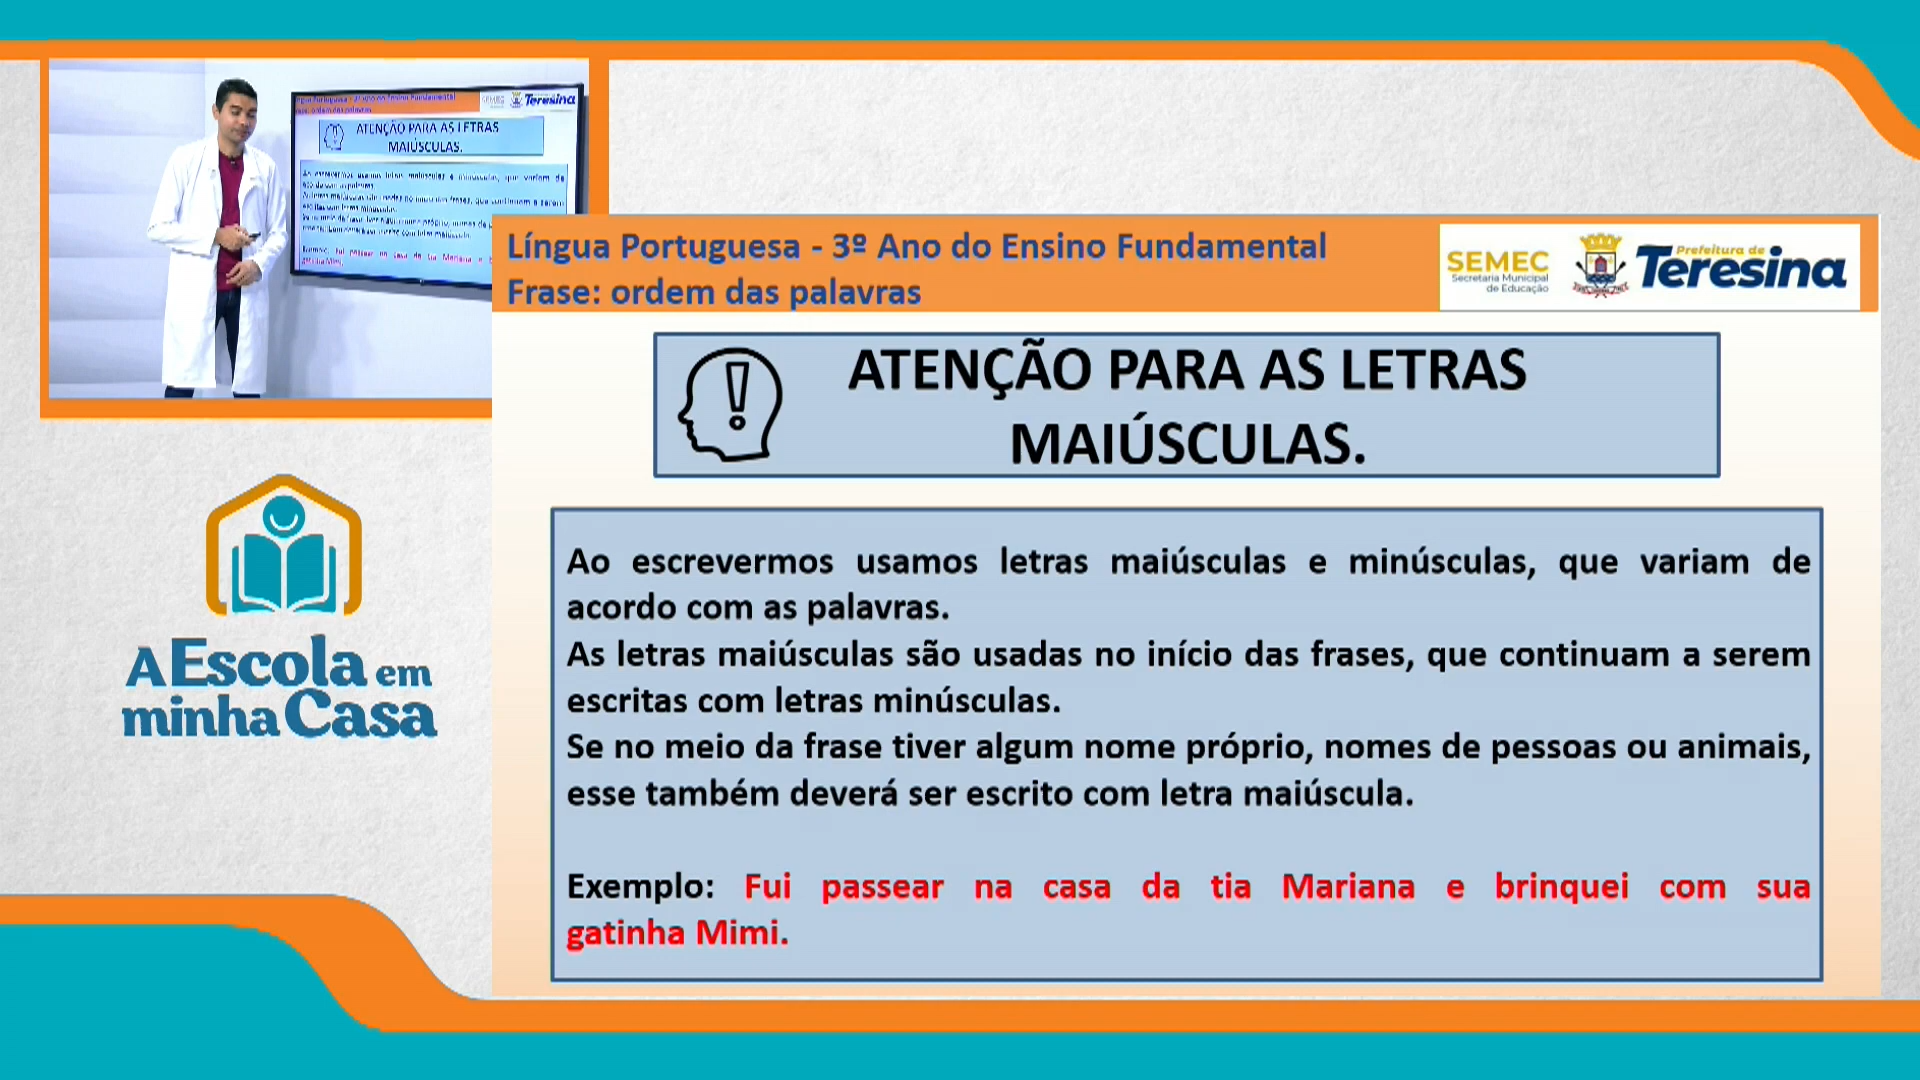 Língua Portuguesa - 3º Ano do Ensino Fundamental
Frase: ordem das palavras
SEMEC
Secretaria Municipal
de Educação
Prefeitura de
Teresina
ATENÇÃO PARA AS LETRAS
MAIÚSCULAS.
Ao escrevermos usamos letras maiúsculas e minúsculas, que variam de
acordo com as palavras.
As letras maiúsculas são usadas no início das frases, que continuam a serem
escritas com letras minúsculas.
Se no meio da frase tiver algum nome próprio, nomes de pessoas ou animais,
esse também deverá ser escrito com letra maiúscula.
Exemplo: Fui passear na casa da tia Mariana e brinquei com sua
gatinha Mimi.
A Escola em
minha Casa
Teresina
ATENÇÃO PARA AS LETRAS
MAIÚSCULAS.